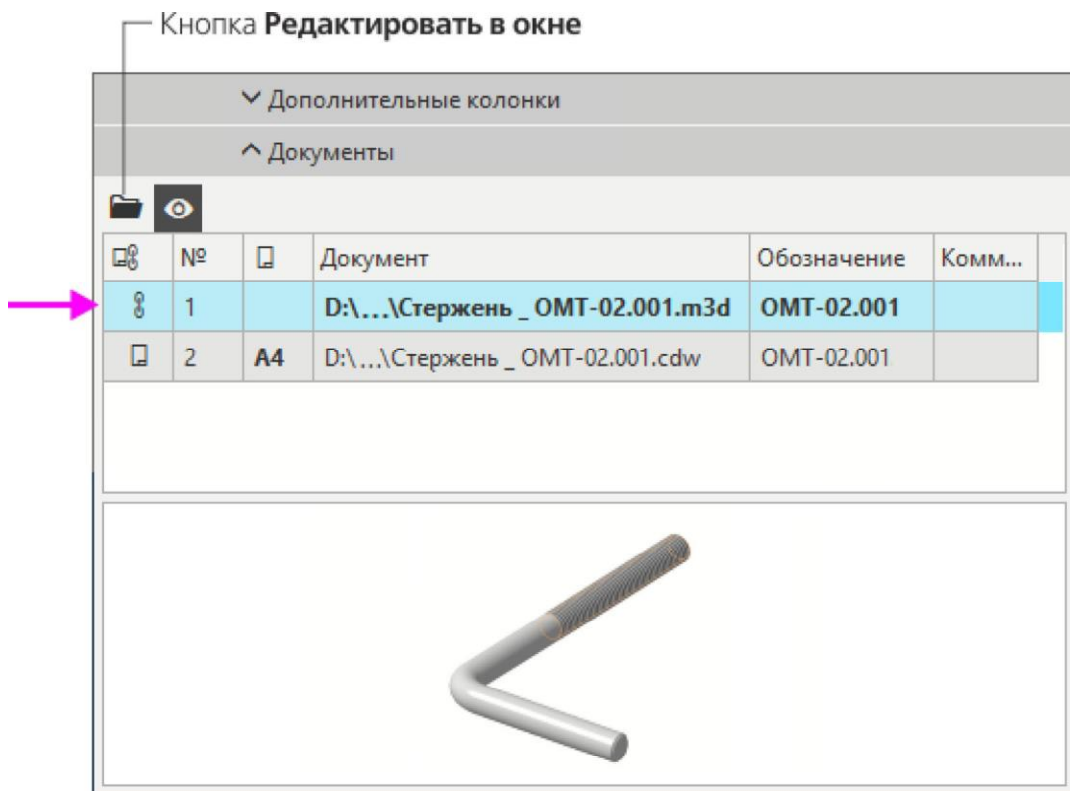 Кнопка Редактировать в окне
Дополнительные колонки
Документы
№ Документ Обозначение Комм...
1 D:\...\Стержень _ ОМТ-02.001.m3d ОМТ-02.001
2 А4 D:\...\Стержень _ ОМТ-02.001.cdw ОМТ-02.001